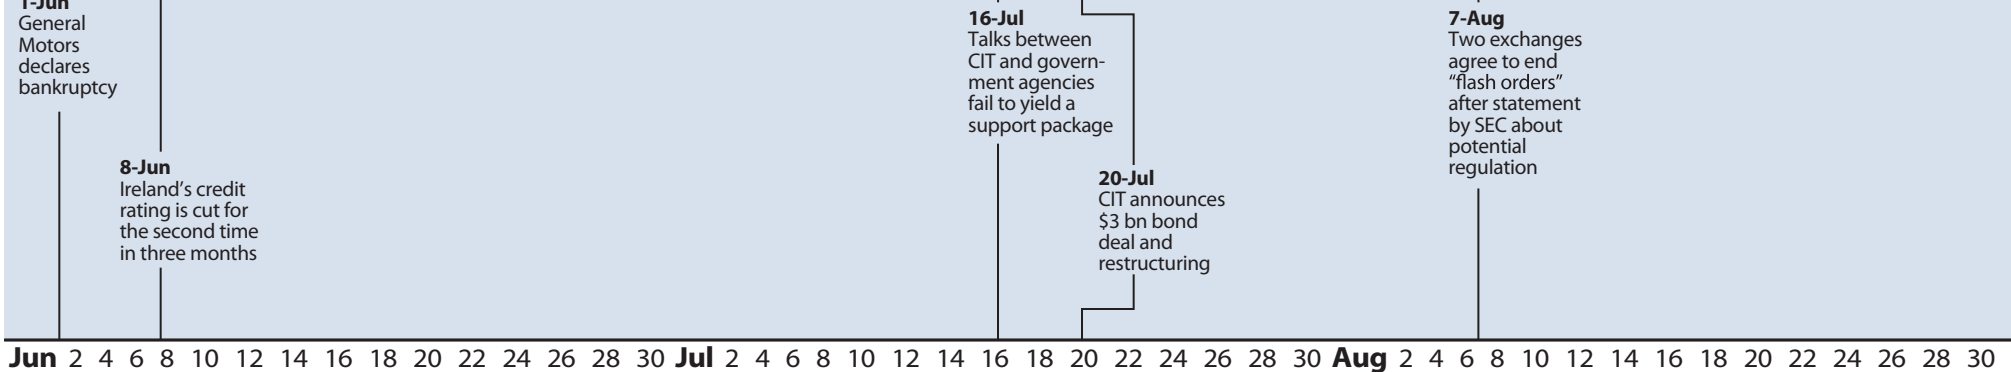 1-Jun
General
Motors
declares
bankruptcy
8-Jun
Ireland’s credit
rating is cut for
the second time
in three months
16-Jul
Talks between
CIT and govern-
ment agencies
fail to yield a
support package
20-Jul
CIT announces
$3 bn bond
deal and
restructuring
7-Aug
Two exchanges
agree to end
“flash orders”
after statement
by SEC about
potential
regulation
Jun 2 4 6 8 10 12 14 16 18 20 22 24 26 28 30 Jul 2 4 6 8 10 12 14 16 18 20 22 24 26 28 30 Aug 2 4 6 8 10 12 14 16 18 20 22 24 26 28 30